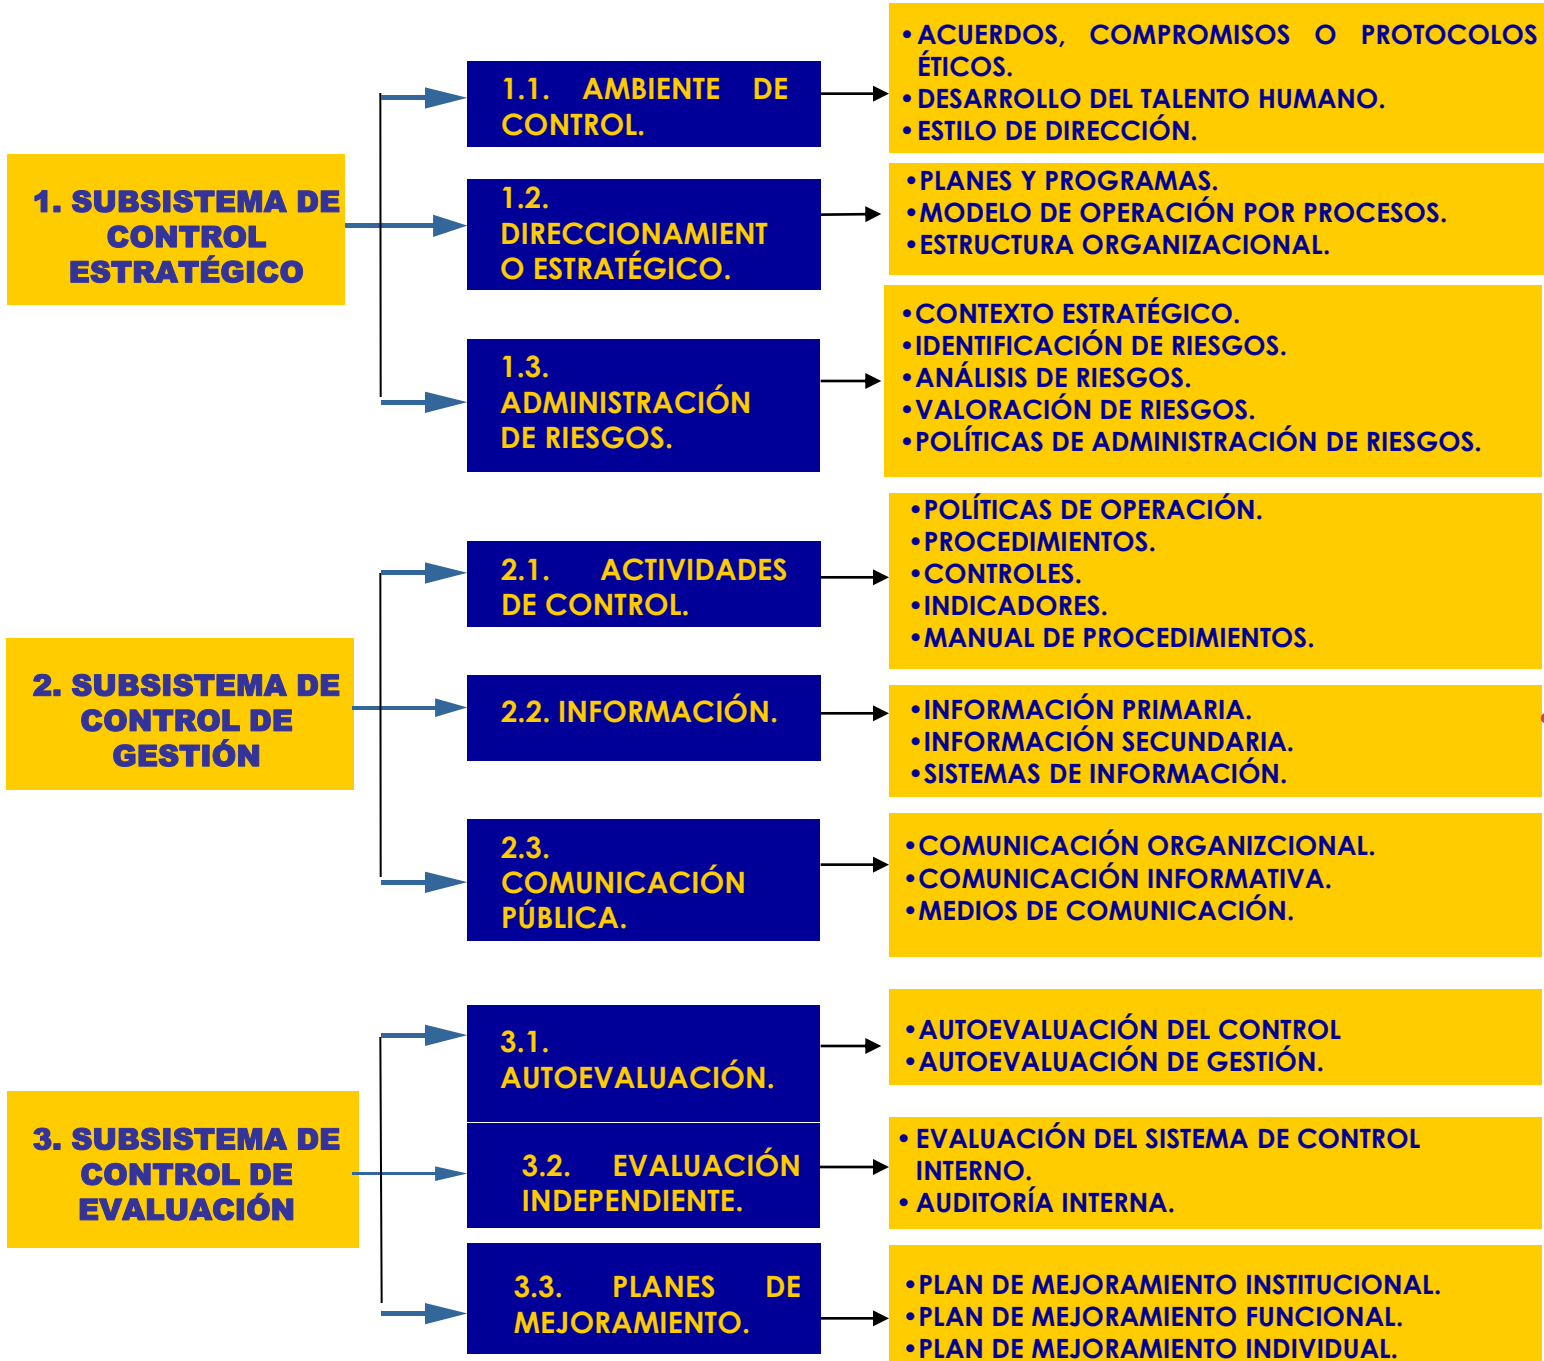 1. SUBSISTEMA DE
CONTROL
ESTRATÉGICO
1.1. AMBIENTE DE
CONTROL.
•ACUERDOS, COMPROMISOS O PROTOCOLOS
ÉTICOS.
•DESARROLLO DEL TALENTO HUMANO.
•ESTILO DE DIRECCIÓN.
1.2.
DIRECCIONAMIENT
O ESTRATÉGICO.
•PLANES Y PROGRAMAS.
•MODELO DE OPERACIÓN POR PROCESOS.
•ESTRUCTURA ORGANIZACIONAL.
1.3.
ADMINISTRACIÓN
DE RIESGOS.
•CONTEXTO ESTRATÉGICO.
•IDENTIFICACIÓN DE RIESGOS.
•ANÁLISIS DE RIESGOS.
•VALORACIÓN DE RIESGOS.
•POLÍTICAS DE ADMINISTRACIÓN DE RIESGOS.
2. SUBSISTEMA DE
CONTROL DE
GESTIÓN
2.1. ACTIVIDADES
DE CONTROL.
•POLÍTICAS DE OPERACIÓN.
•PROCEDIMIENTOS.
•CONTROLES.
•INDICADORES.
•MANUAL DE PROCEDIMIENTOS.
2.2. INFORMACIÓN.
•INFORMACIÓN PRIMARIA.
•INFORMACIÓN SECUNDARIA.
•SISTEMAS DE INFORMACIÓN.
2.3.
COMUNICACIÓN
PÚBLICA.
•COMUNICACIÓN ORGANIZCIONAL.
•COMUNICACIÓN INFORMATIVA.
•MEDIOS DE COMUNICACIÓN.
3. SUBSISTEMA DE
CONTROL DE
EVALUACIÓN
3.1.
AUTOEVALUACIÓN.
•AUTOEVALUACIÓN DEL CONTROL
•AUTOEVALUACIÓN DE GESTIÓN.
3.2. EVALUACIÓN
INDEPENDIENTE.
• EVALUACIÓN DEL SISTEMA DE CONTROL
INTERNO.
• AUDITORÍA INTERNA.
3.3. PLANES DE
MEJORAMIENTO.
•PLAN DE MEJORAMIENTO INSTITUCIONAL.
•PLAN DE MEJORAMIENTO FUNCIONAL.
•PLAN DE MEJORAMIENTO INDIVIDUAL.